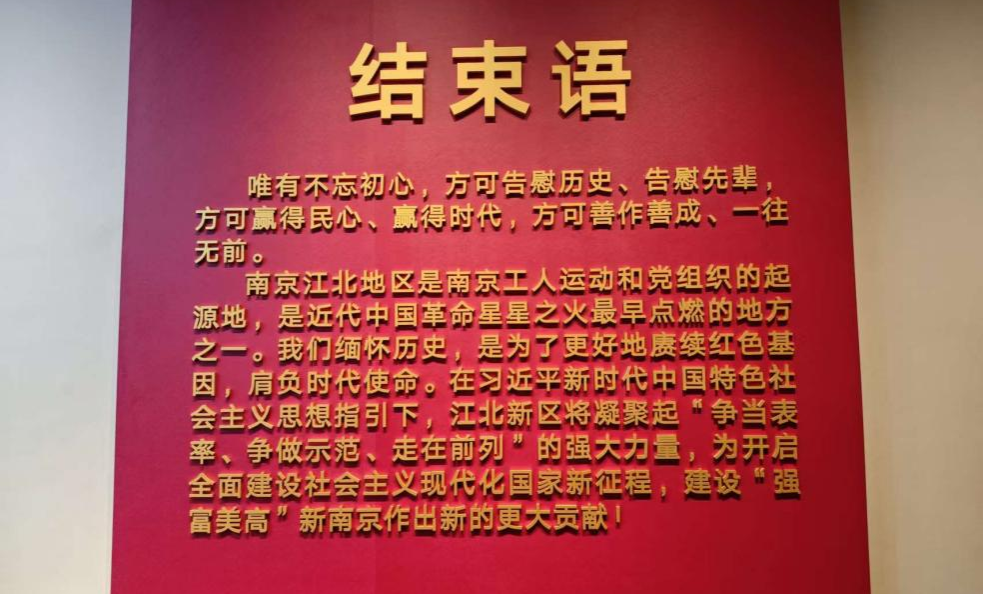 结束语
唯有不忘初心，方可告慰历史、告慰先辈，
方可赢得民心、赢得时代，方可善作善成、一往
无前。
南京江北地区是南京工人运动和党组织的起
源地，是近代中国革命星星之火最早点燃的地方
之一。我们缅怀历史，是为了更好地赓续红色基
因，肩负时代使命。在习近平新时代中国特色社
会主义思想指引下，江北新区将凝聚起“争当表
率、争做示范、走在前列”的强大力量，为开启
全面建设社会主义现代化国家新征程，建设“强
富美高”新南京作出新的更大贡献！